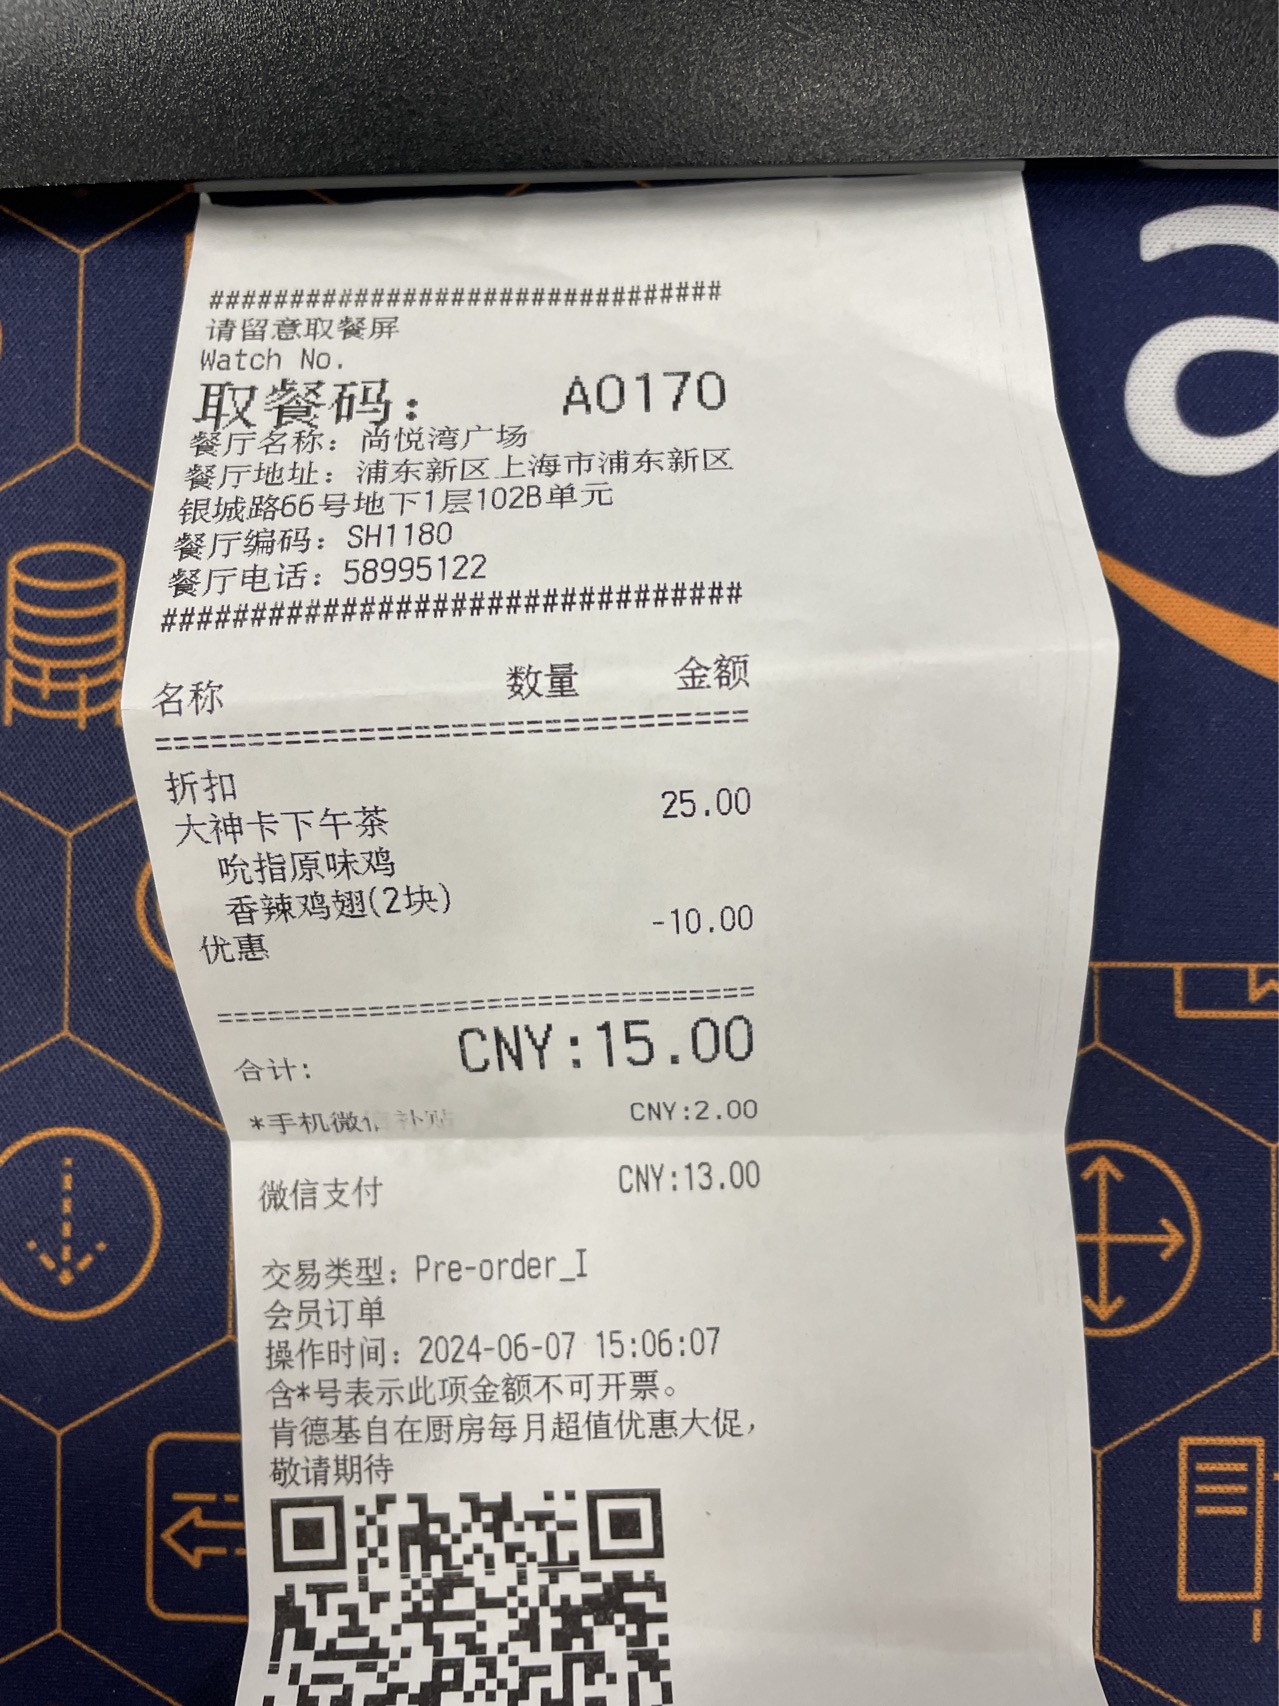 ################################
请留意取餐屏
Watch No.
取餐码： A0170
餐厅名称：尚悦湾广场
餐厅地址：浦东新区上海市浦东新区
银城路66号地下1层102B单元
餐厅编码：SH1180
餐厅电话：58995122
################################
名称 数量 金额
================================
折扣
大神卡下午茶 25.00
吮指原味鸡
香辣鸡翅(2块)
优惠 -10.00
================================
合计: CNY:15.00
*手机微信补贴 CNY:2.00
微信支付 CNY:13.00
交易类型：Pre-order_I
会员订单
操作时间：2024-06-07 15:06:07
含*号表示此项金额不可开票。
肯德基自在厨房每月超值优惠大促，
敬请期待
a